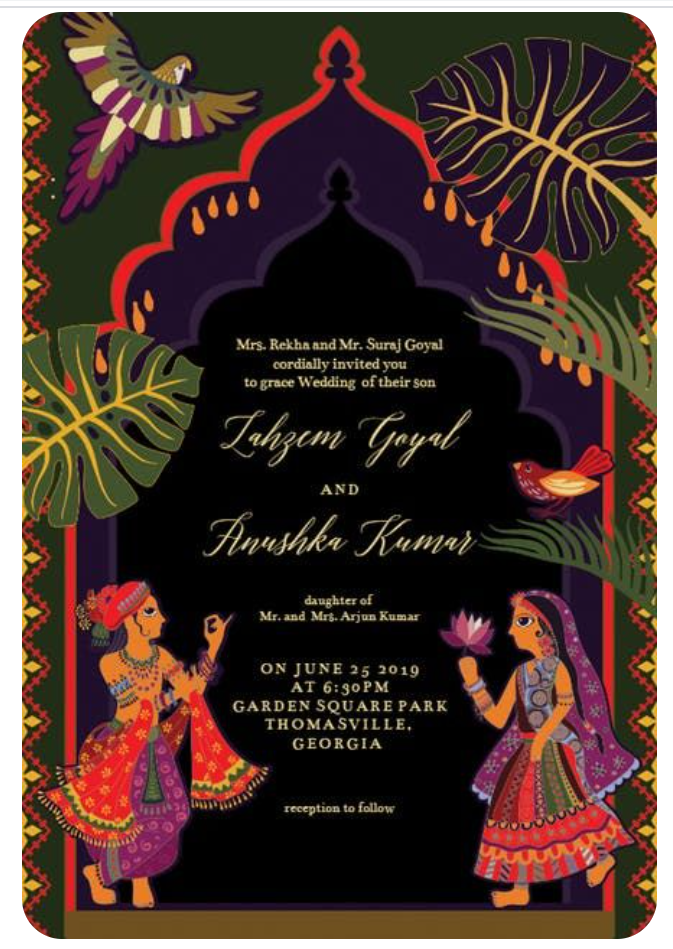 Mrs. Rekha and Mr. Suraj Goyal
cordially invited you
to grace Wedding of their son
Lahzem Goyal
AND
Anushka Kumar
daughter of
Mr. and Mrs. Arjun Kumar
ON JUNE 25 2019
AT 6:30PM
GARDEN SQUARE PARK
THOMASVILLE,
GEORGIA
reception to follow